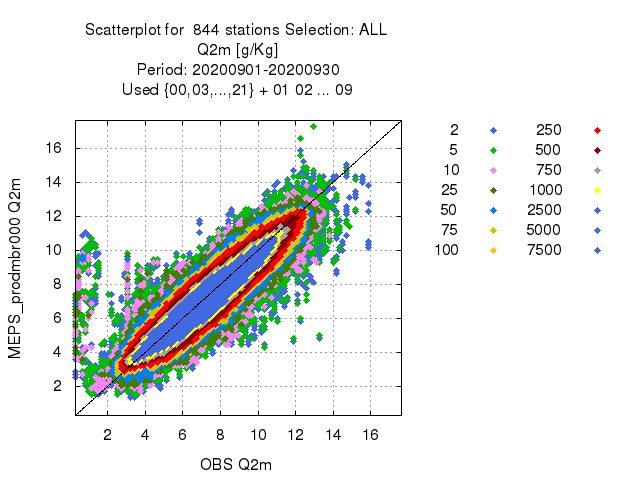 Scatterplot for  844 stations Selection: ALL
Q2m [g/Kg]
Period: 20200901-20200930
Used {00,03,...,21} + 01 02 ... 09
MEPS_prodmbr000 Q2m
16
14
12
10
8
6
4
2
2 4 6 8 10 12 14 16
OBS Q2m
2 250
5 500
10 750
25 1000
50 2500
75 5000
100 7500